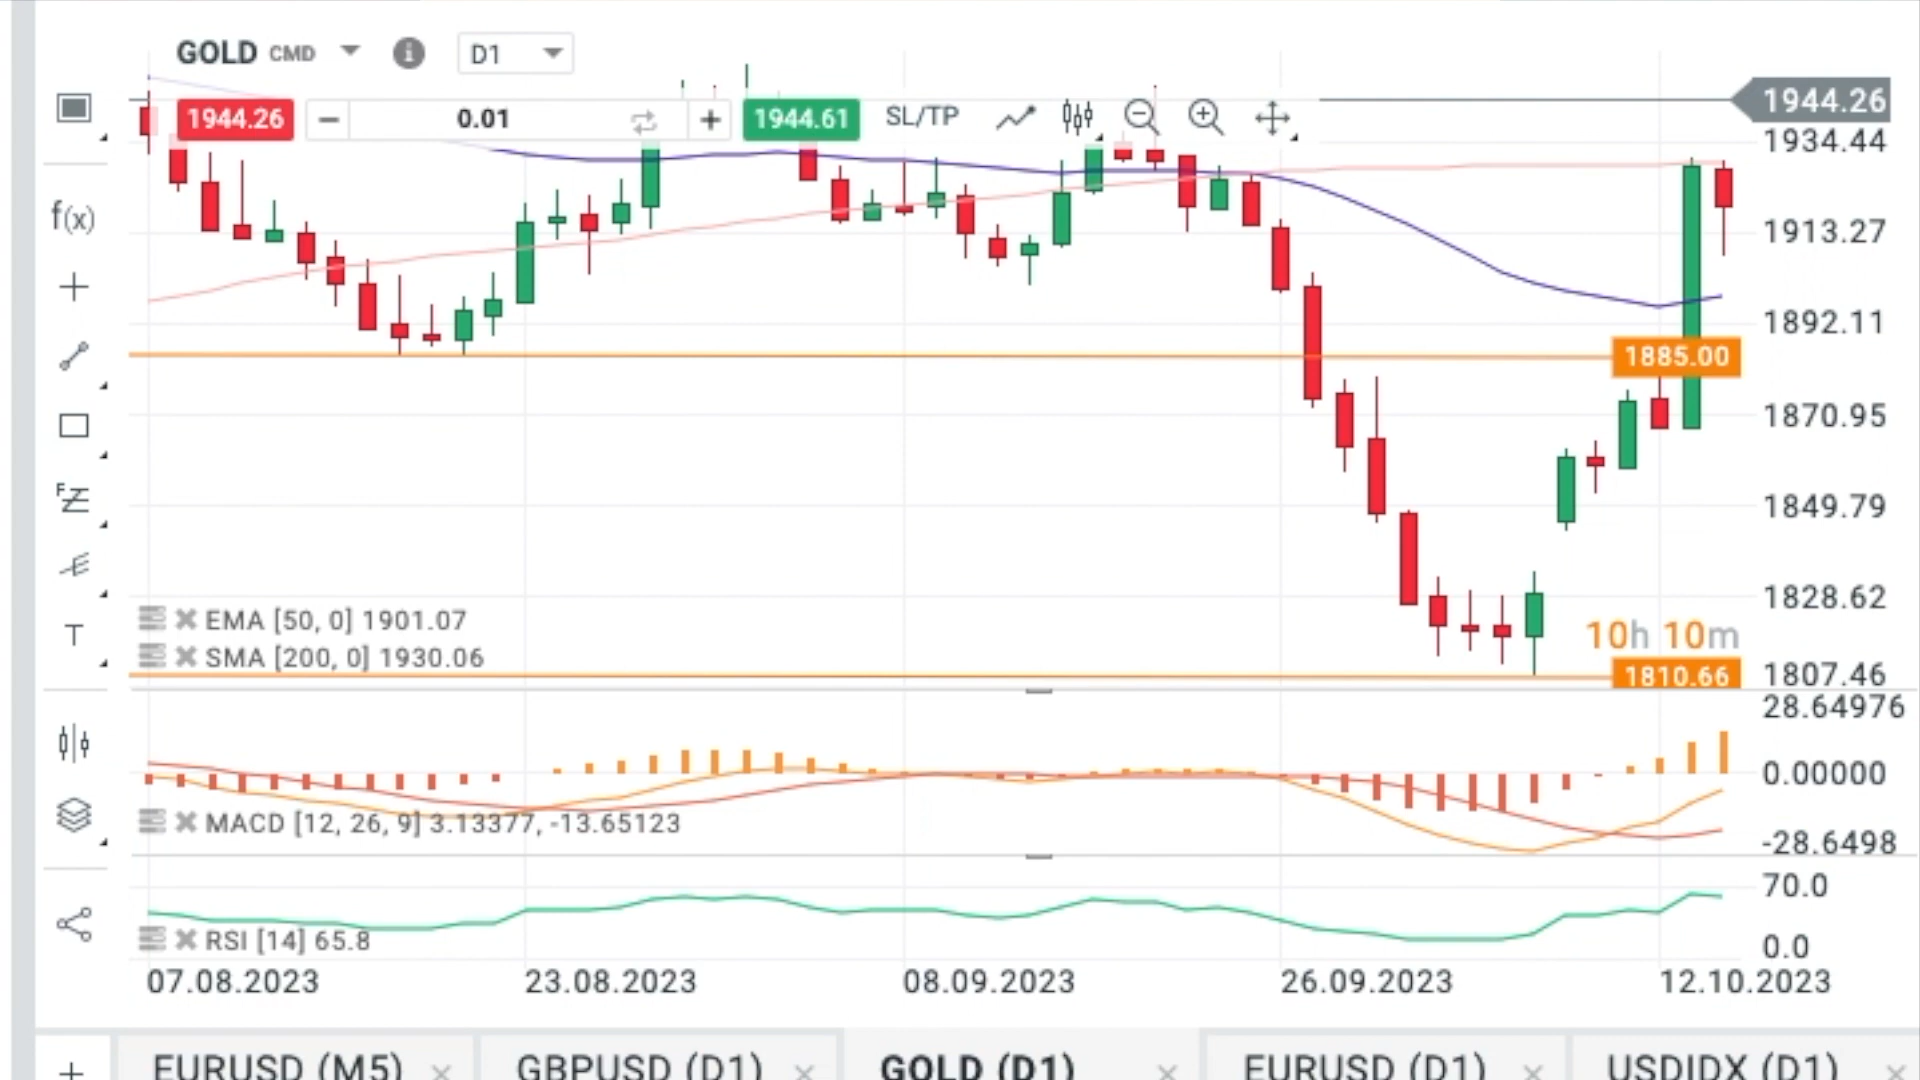 GOLD CMD D1
1944.26 0.01 1944.61 SL/TP
1944.26
1934.44
f(x)
1913.27
1892.11
1885.00
1870.95
F
1849.79
1828.62
EMA [50, 0] 1901.07
T
10h 10m
SMA [200, 0] 1930.06
1810.66
1807.46
28.64976
0.00000
MACD [12, 26, 9] 3.13377, -13.65123
-28.6498
70.0
RSI [14] 65.8
0.0
07.08.2023 23.08.2023 08.09.2023 26.09.2023 12.10.2023
EURUSD (M5) GBPUSD (D1) GOLD (D1) EURUSD (D1) USDIDX (D1)